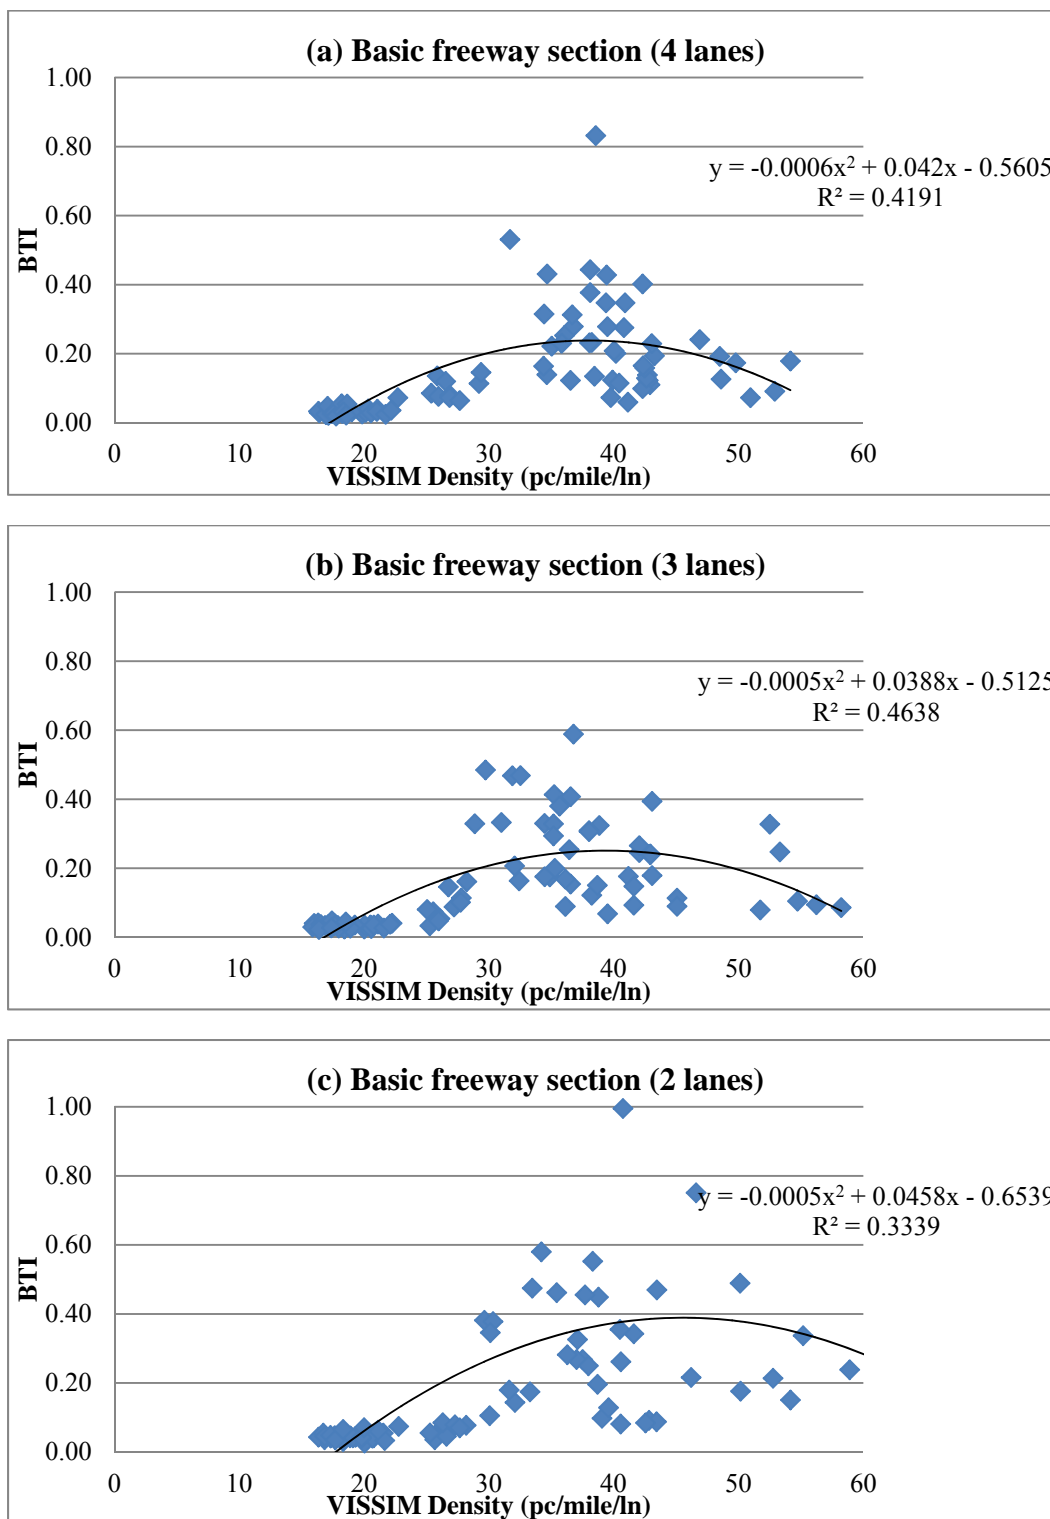 (a) Basic freeway section (4 lanes)
1.00
0.80
y = -0.0006x² + 0.042x - 0.5605
R² = 0.4191
0.60
BTI
0.40
0.20
0.00
0 10 20 30 40 50 60
VISSIM Density (pc/mile/ln)
(b) Basic freeway section (3 lanes)
1.00
0.80
y = -0.0005x² + 0.0388x - 0.5125
R² = 0.4638
0.60
BTI
0.40
0.20
0.00
0 10 20 30 40 50 60
VISSIM Density (pc/mile/ln)
(c) Basic freeway section (2 lanes)
1.00
0.80
y = -0.0005x² + 0.0458x - 0.6539
R² = 0.3339
0.60
BTI
0.40
0.20
0.00
0 10 20 30 40 50 60
VISSIM Density (pc/mile/ln)